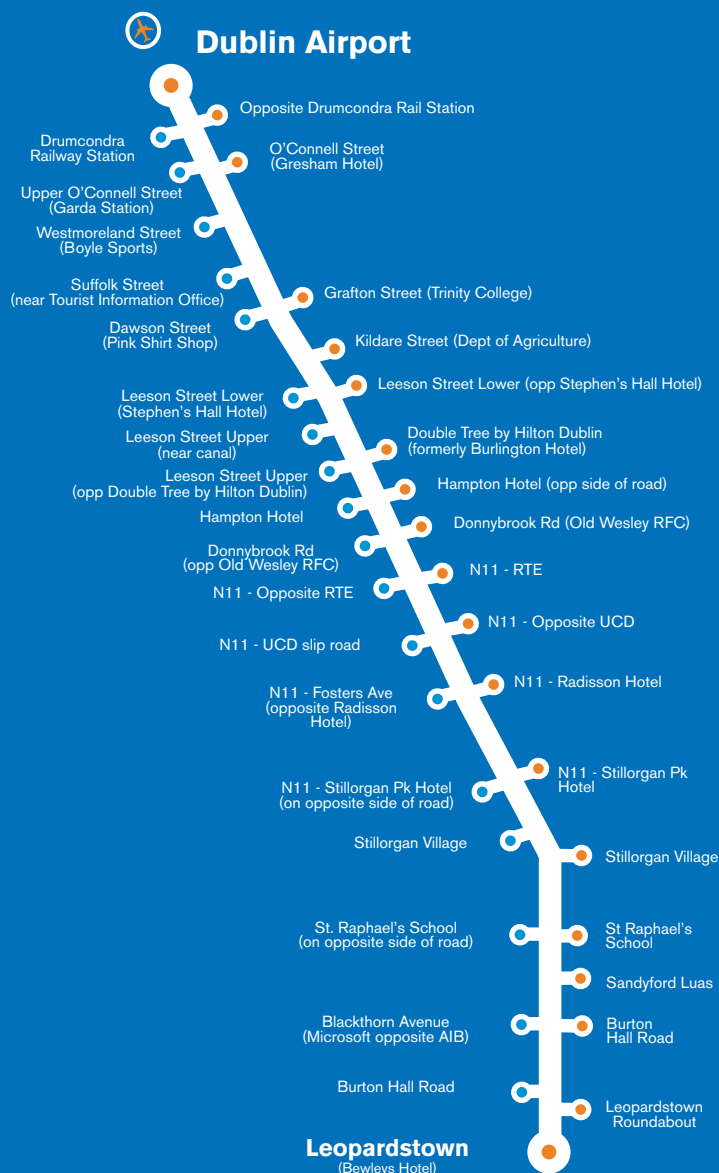 Dublin Airport
Opposite Drumcondra Rail Station
Drumcondra
Railway Station
O'Connell Street
(Gresham Hotel)
Upper O'Connell Street
(Garda Station)
Westmoreland Street
(Boyle Sports)
Suffolk Street
(near Tourist Information Office)
Grafton Street (Trinity College)
Dawson Street
(Pink Shirt Shop)
Kildare Street (Dept of Agriculture)
Leeson Street Lower (opp Stephen's Hall Hotel)
Leeson Street Lower
(Stephen's Hall Hotel)
Leeson Street Upper
(near canal)
Double Tree by Hilton Dublin
(formerly Burlington Hotel)
Leeson Street Upper
(opp Double Tree by Hilton Dublin)
Hampton Hotel (opp side of road)
Hampton Hotel
Donnybrook Rd (Old Wesley RFC)
Donnybrook Rd
(opp Old Wesley RFC)
N11 - RTE
N11 - Opposite RTE
N11 - Opposite UCD
N11 - UCD slip road
N11 - Radisson Hotel
N11 - Fosters Ave
(opposite Radisson
Hotel)
N11 - Stillorgan Pk
Hotel
N11 - Stillorgan Pk Hotel
(on opposite side of road)
Stillorgan Village
Stillorgan Village
St. Raphael's School
(on opposite side of road)
St Raphael's
School
Sandyford Luas
Blackthorn Avenue
(Microsoft opposite AIB)
Burton
Hall Road
Burton Hall Road
Leopardstown
Roundabout
Leopardstown
(Bewleys Hotel)